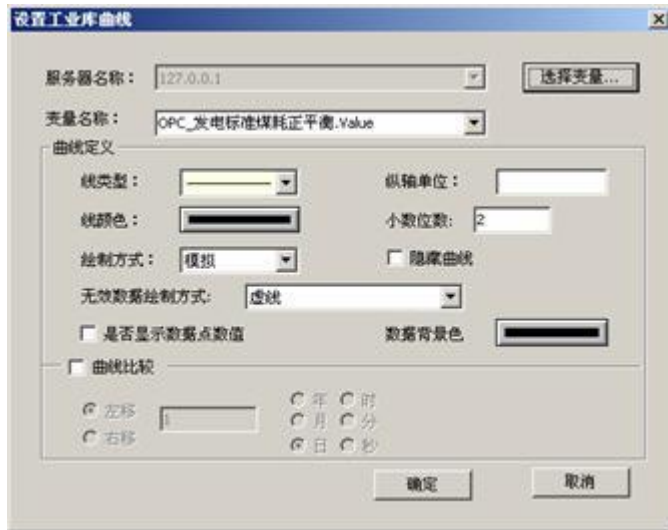 设置工业库曲线
服务器名称： 127.0.0.1 选择变量...
变量名称： OPC_发电标准煤耗正平衡.Value
曲线定义
线类型： 纵轴单位：
线颜色： 小数位数: 2
绘制方式： 模拟 隐藏曲线
无效数据绘制方式: 虚线
是否显示数据点数值 数据背景色
曲线比较
左移 1 年 时
右移 月 分
日 秒
确定 取消